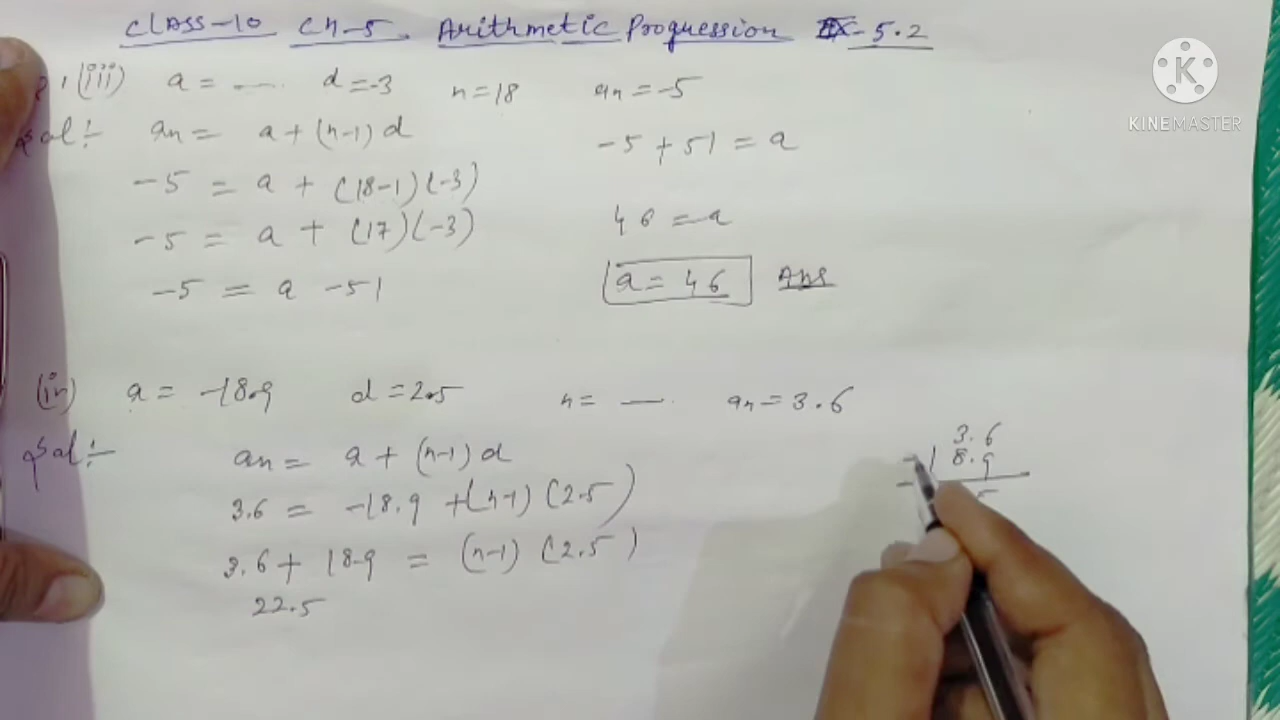 CLASS-10 CH-5. Arithmetic Progression EX-5.2
(iii) a = ...... d = -3 n = 18 an = -5
Sol:- an = a + (n-1) d
-5 = a + (18-1) (-3)
-5 = a + (17) (-3)
-5 = a -51
-5 + 51 = a
46 = a
a = 46 Ans
(iv) a = -18.9 d = 2.5 n = ...... an = 3.6
Sol:- an = a + (n-1) d
3.6 = -18.9 + (n-1) (2.5)
3.6 + 18.9 = (n-1) (2.5)
22.5
3.6
18.9
5
KINEMASTER